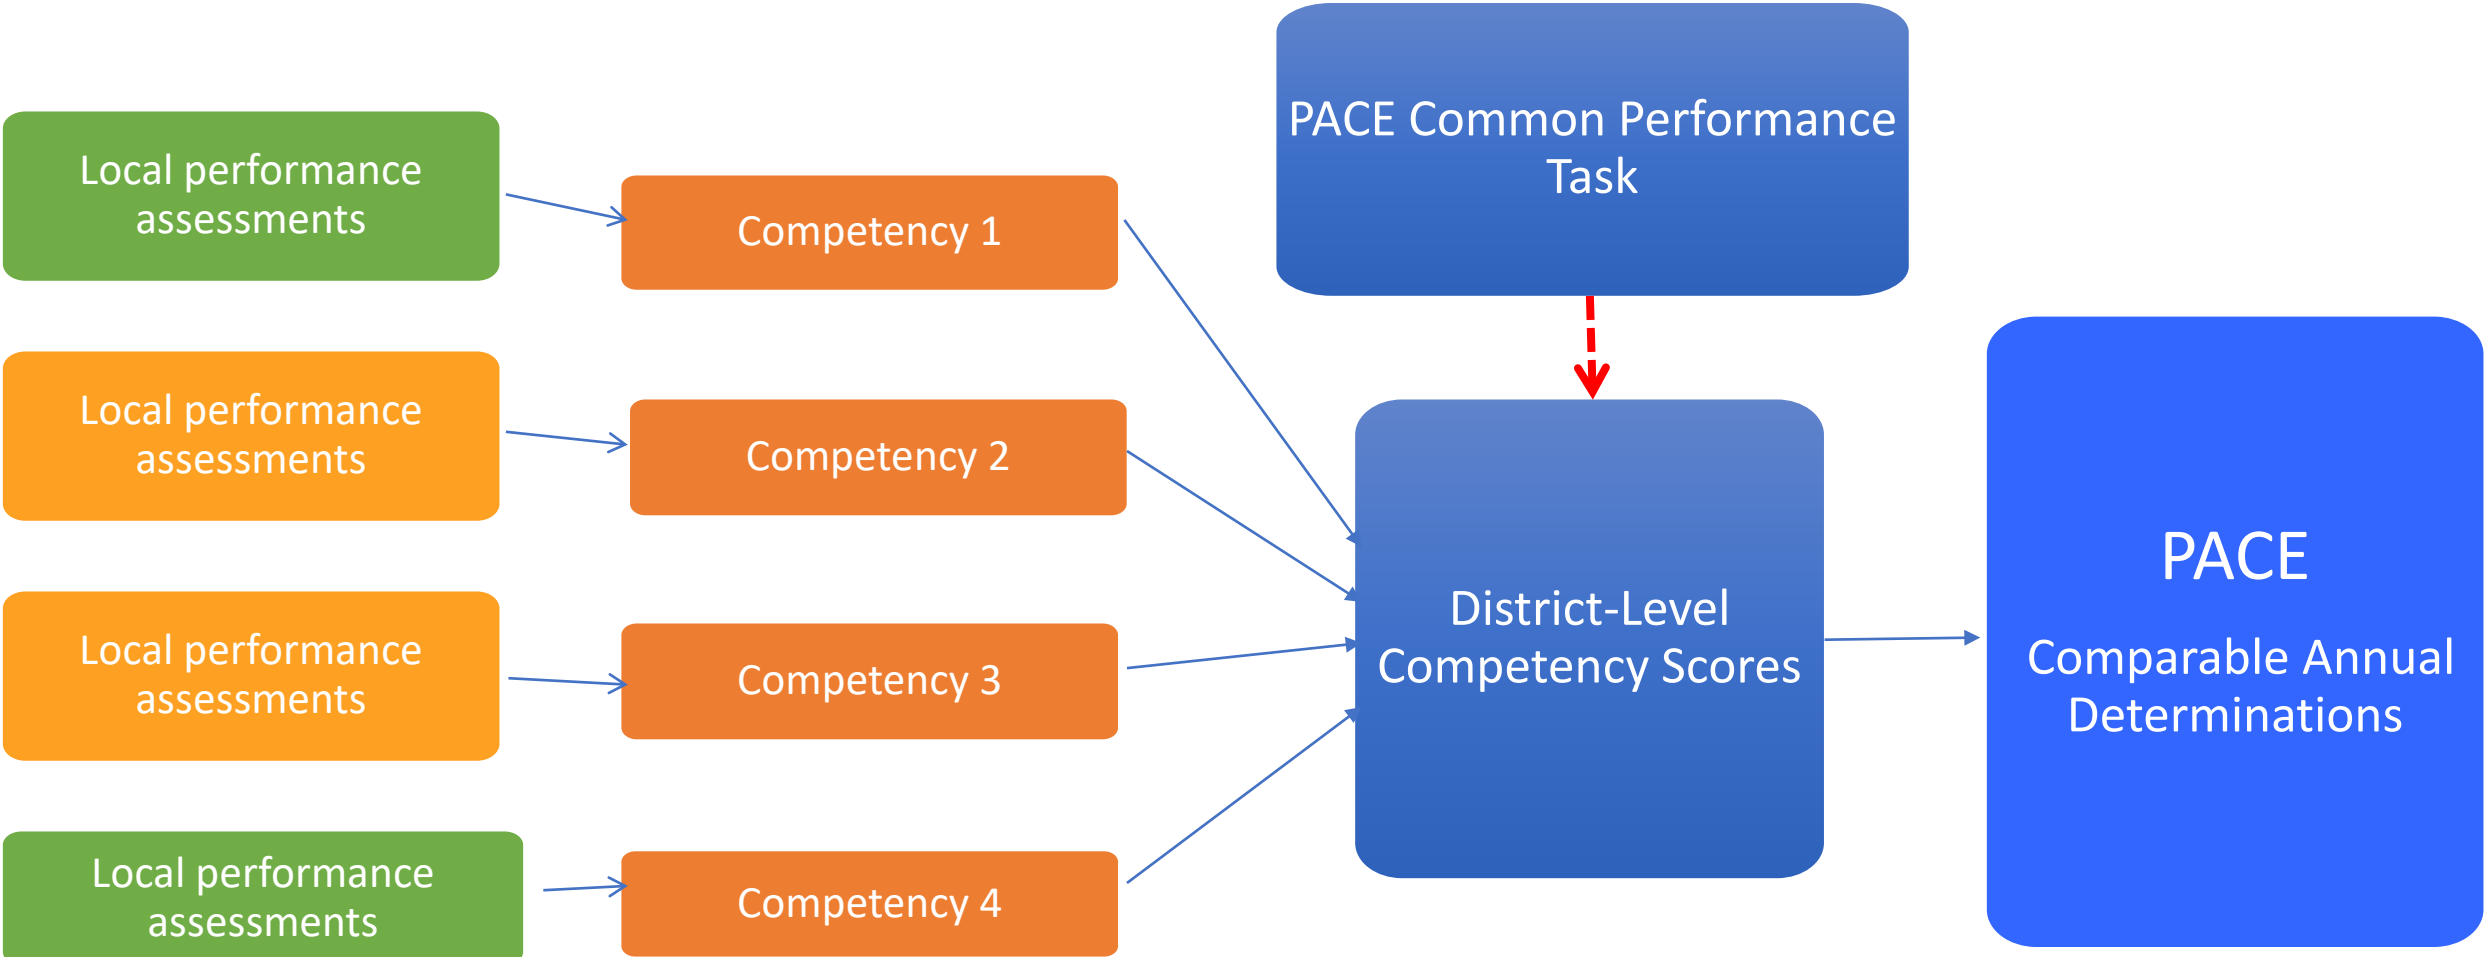 Local performance
assessments
Competency 1
Local performance
assessments
Competency 2
Local performance
assessments
Competency 3
Local performance
assessments
Competency 4
PACE Common Performance
Task
District-Level
Competency Scores
PACE
Comparable Annual
Determinations